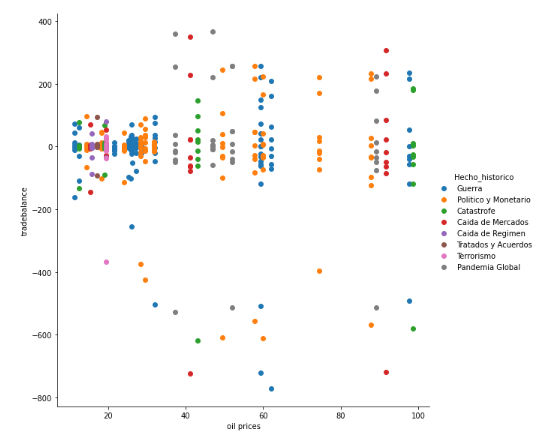 400
200
0
−200
−400
−600
−800
tradebalance
20
40
60
80
100
oil prices
Hecho_historico
Guerra
Politico y Monetario
Catastrofe
Caida de Mercados
Caida de Regimen
Tratados y Acuerdos
Terrorismo
Pandemia Global